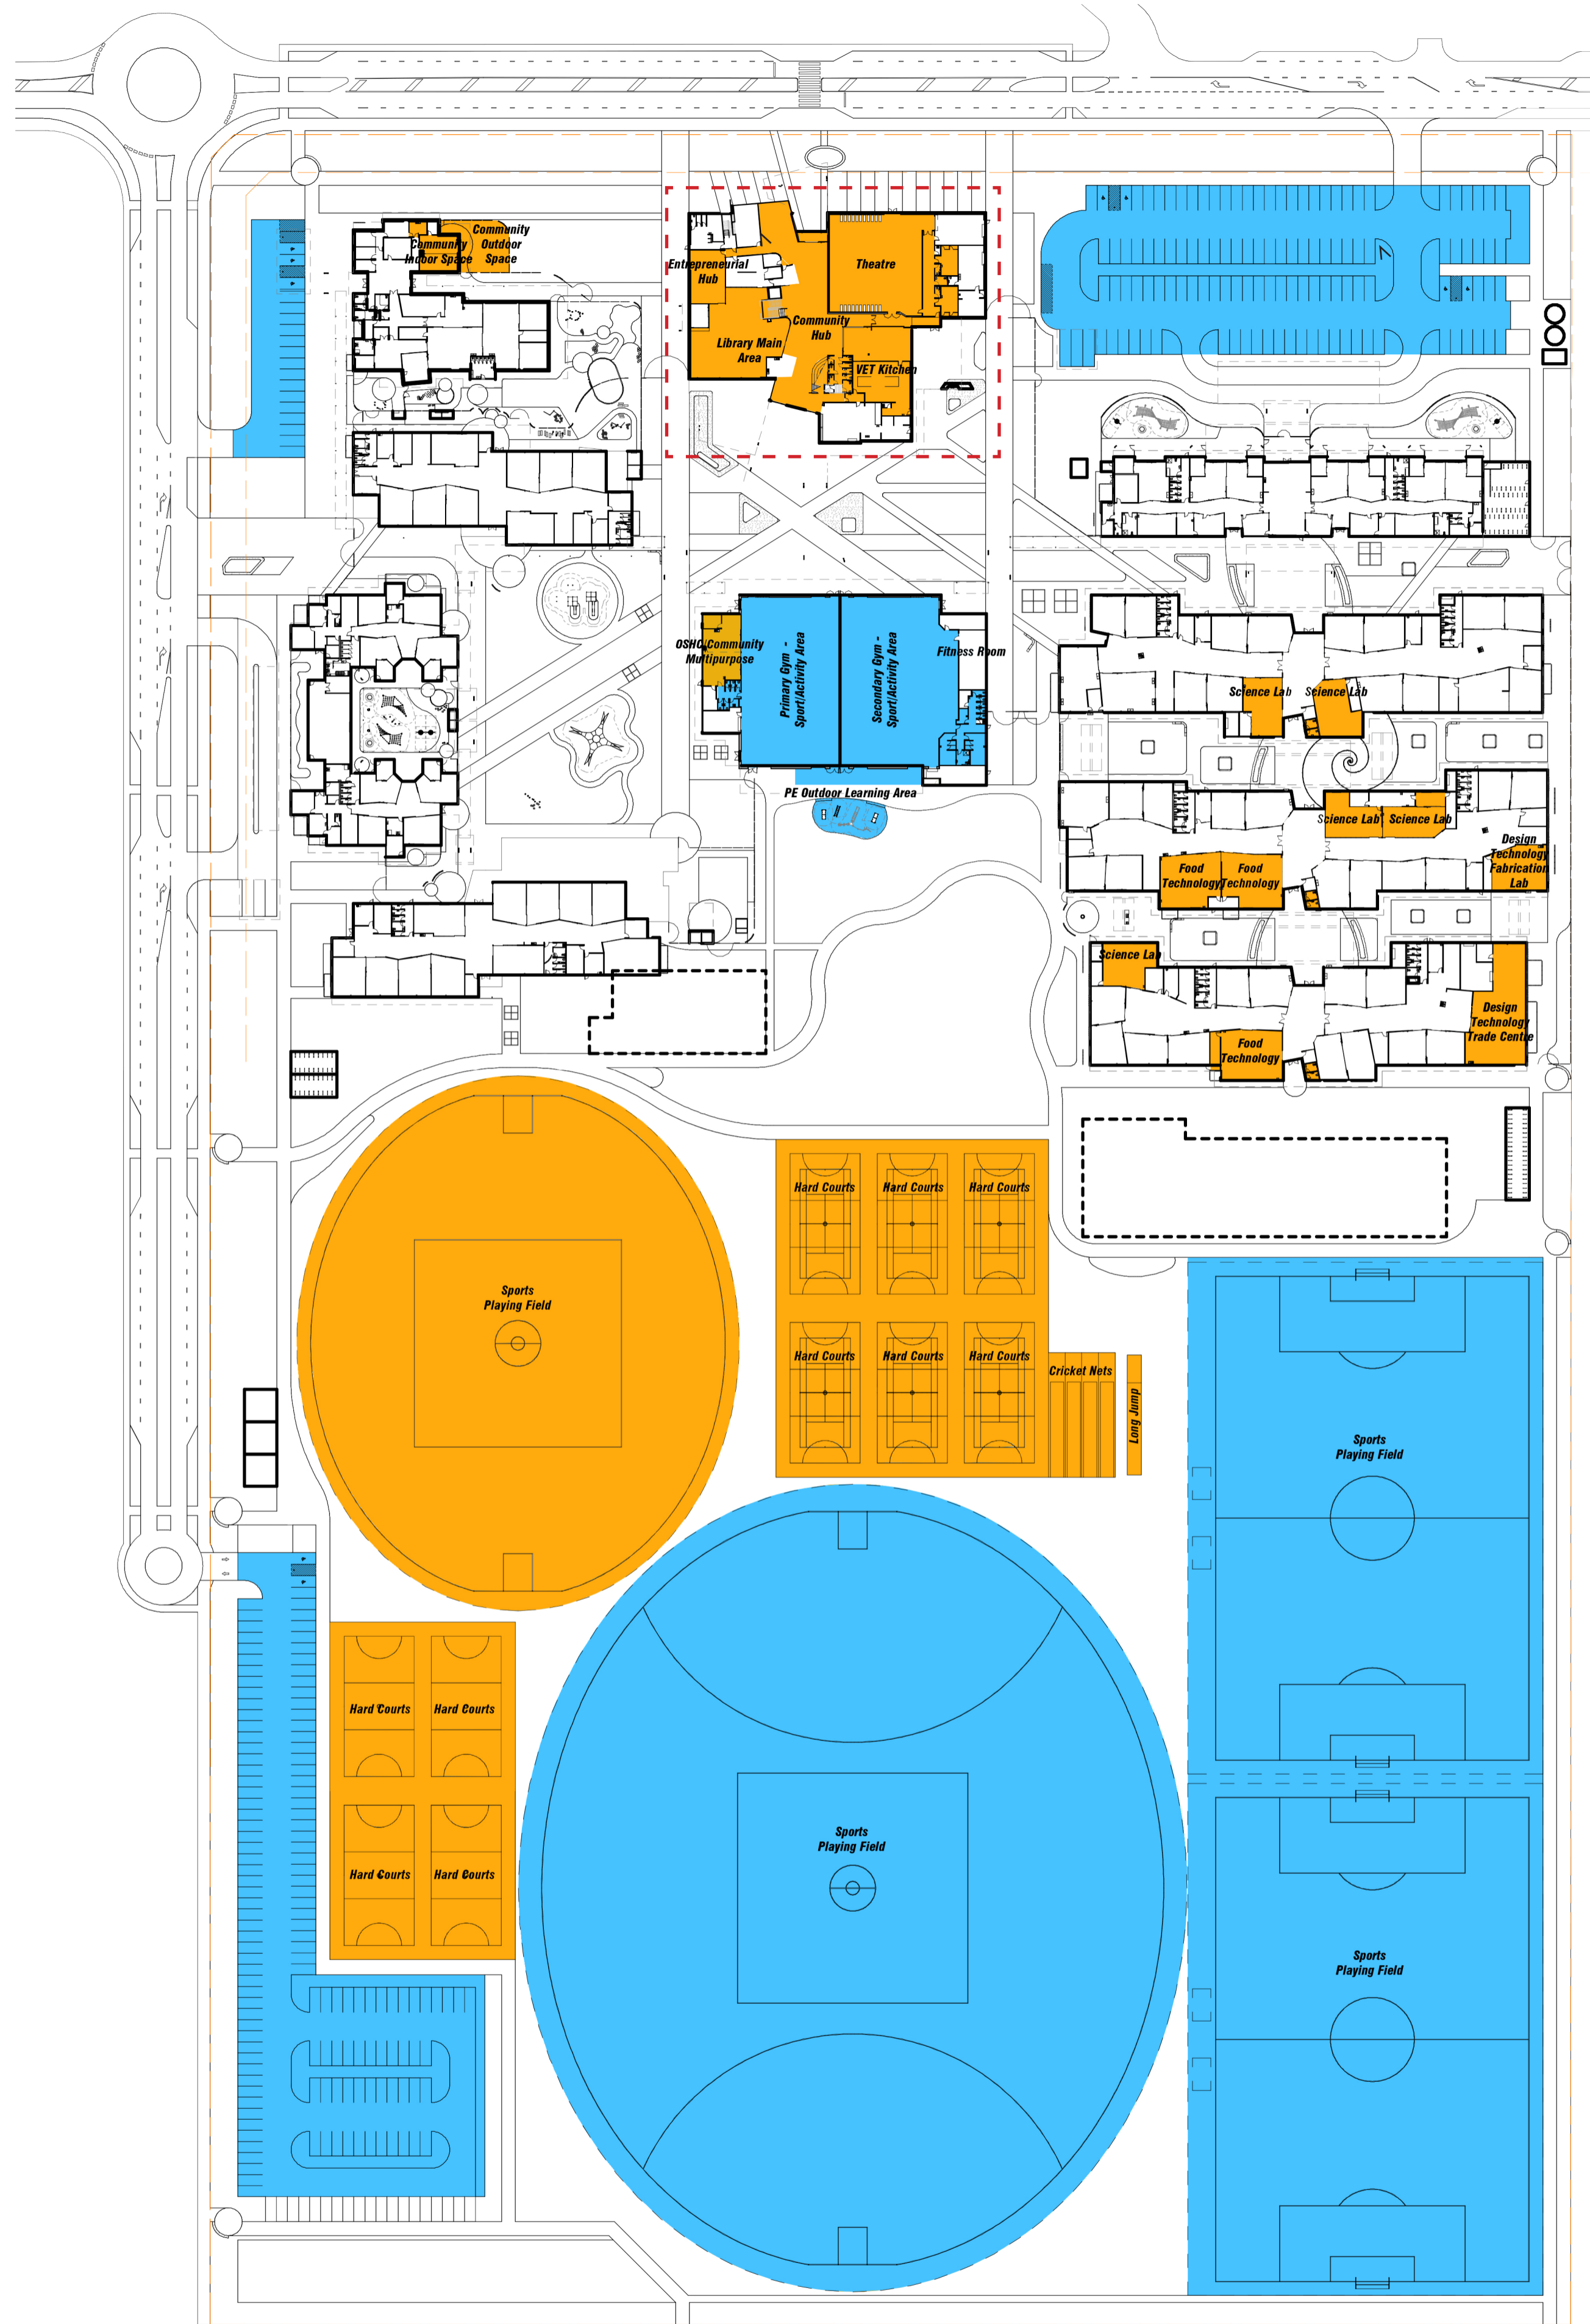 Community
Outdoor
Space
Community
Indoor Space
Entrepreneurial
Hub
Theatre
Community
Hub
Library Main
Area
VET Kitchen
OSHC/Community
Multipurpose
Primary Gym -
Sport/Activity Area
Secondary Gym -
Sport/Activity Area
Fitness Room
PE Outdoor Learning Area
Science Lab
Science Lab
Science Lab
Science Lab
Design
Technology
Fabrication
Lab
Food
Technology
Food
Technology
Science Lab
Design
Technology
Trade Centre
Food
Technology
Hard Courts
Hard Courts
Hard Courts
Sports
Playing Field
Hard Courts
Hard Courts
Hard Courts
Cricket Nets
Long Jump
Sports
Playing Field
Hard Courts
Hard Courts
Sports
Playing Field
Hard Courts
Hard Courts
Sports
Playing Field